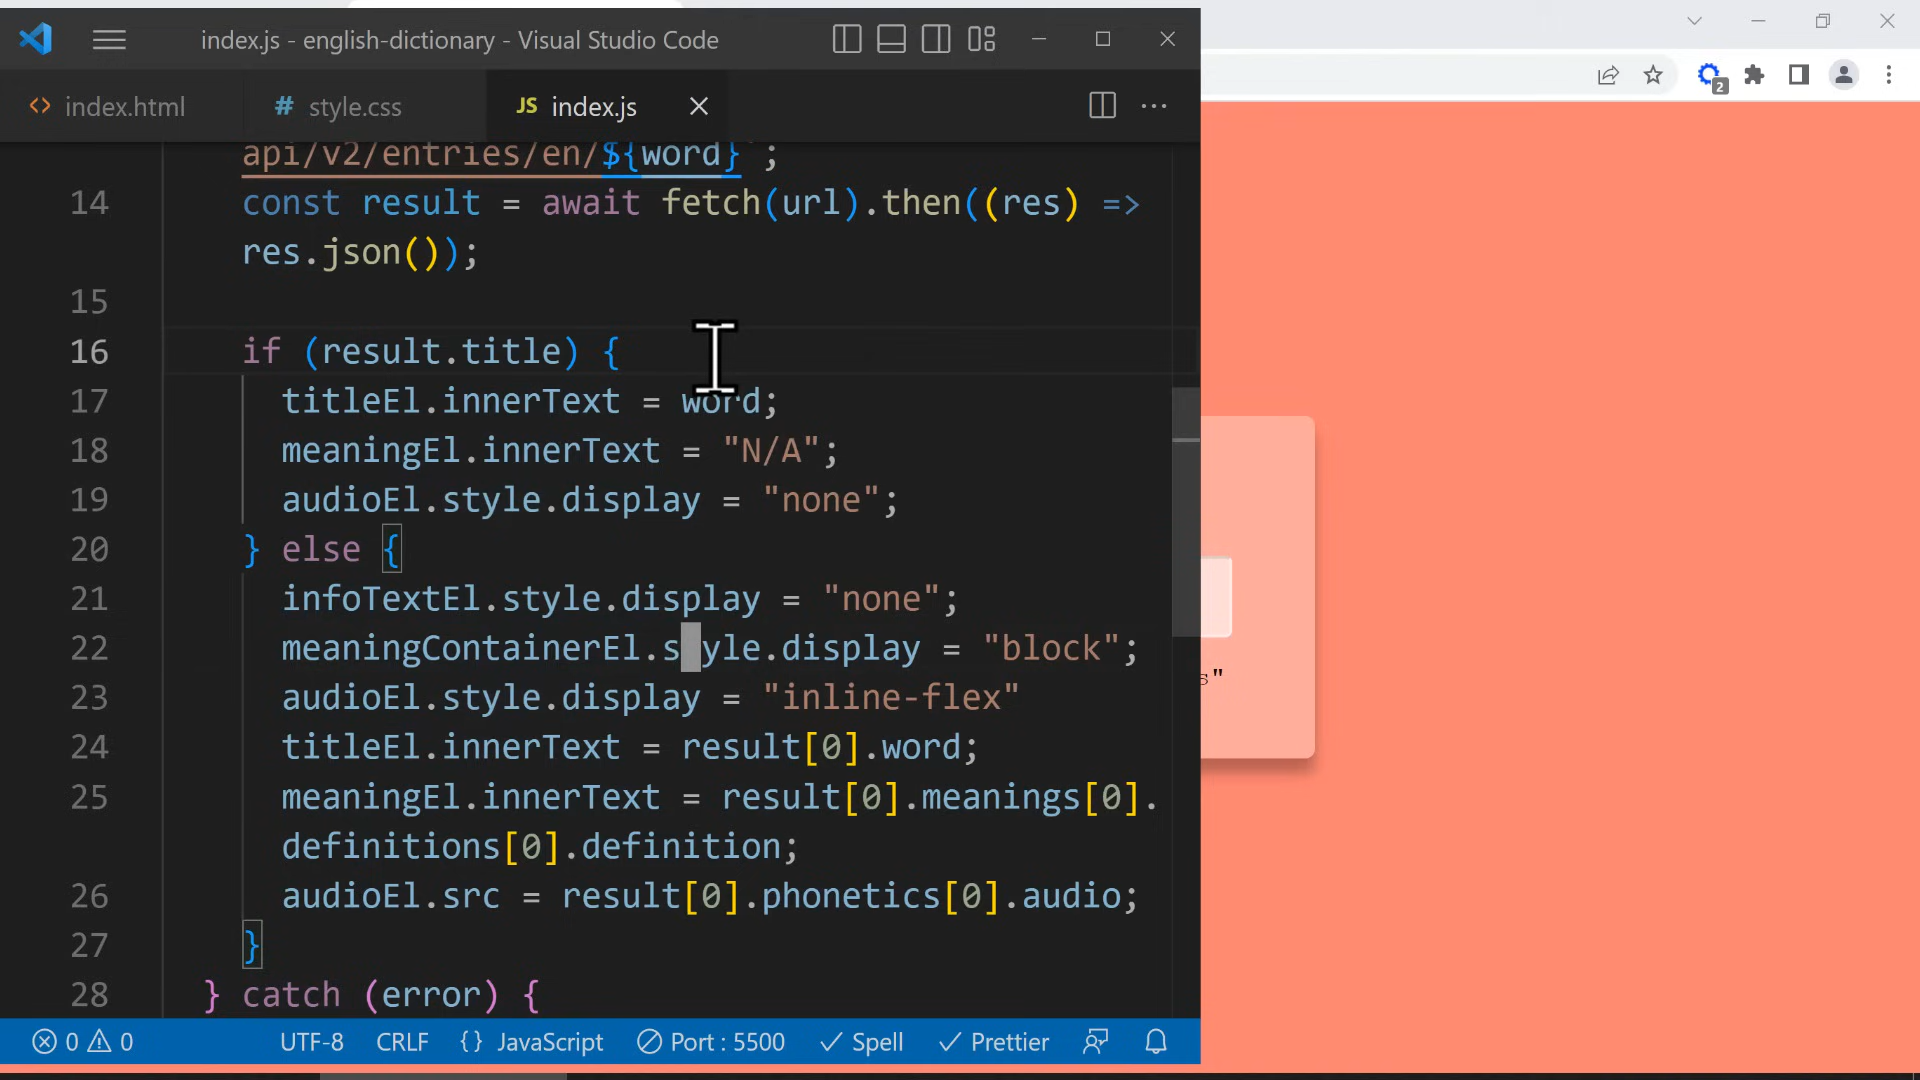 index.js - english-dictionary - Visual Studio Code
index.html
# style.css
JS index.js
2
api/v2/entries/en/${word}`;
14 const result = await fetch(url).then((res) =>
res.json());
15
16 if (result.title) {
17 titleEl.innerText = word;
18 meaningEl.innerText = "N/A";
19 audioEl.style.display = "none";
20 } else {
21 infoTextEl.style.display = "none";
22 meaningContainerEl.style.display = "block";
23 audioEl.style.display = "inline-flex"
24 titleEl.innerText = result[0].word;
25 meaningEl.innerText = result[0].meanings[0].
definitions[0].definition;
26 audioEl.src = result[0].phonetics[0].audio;
27 }
28 } catch (error) {
s"
0 0 UTF-8 CRLF {} JavaScript Port : 5500 Spell Prettier